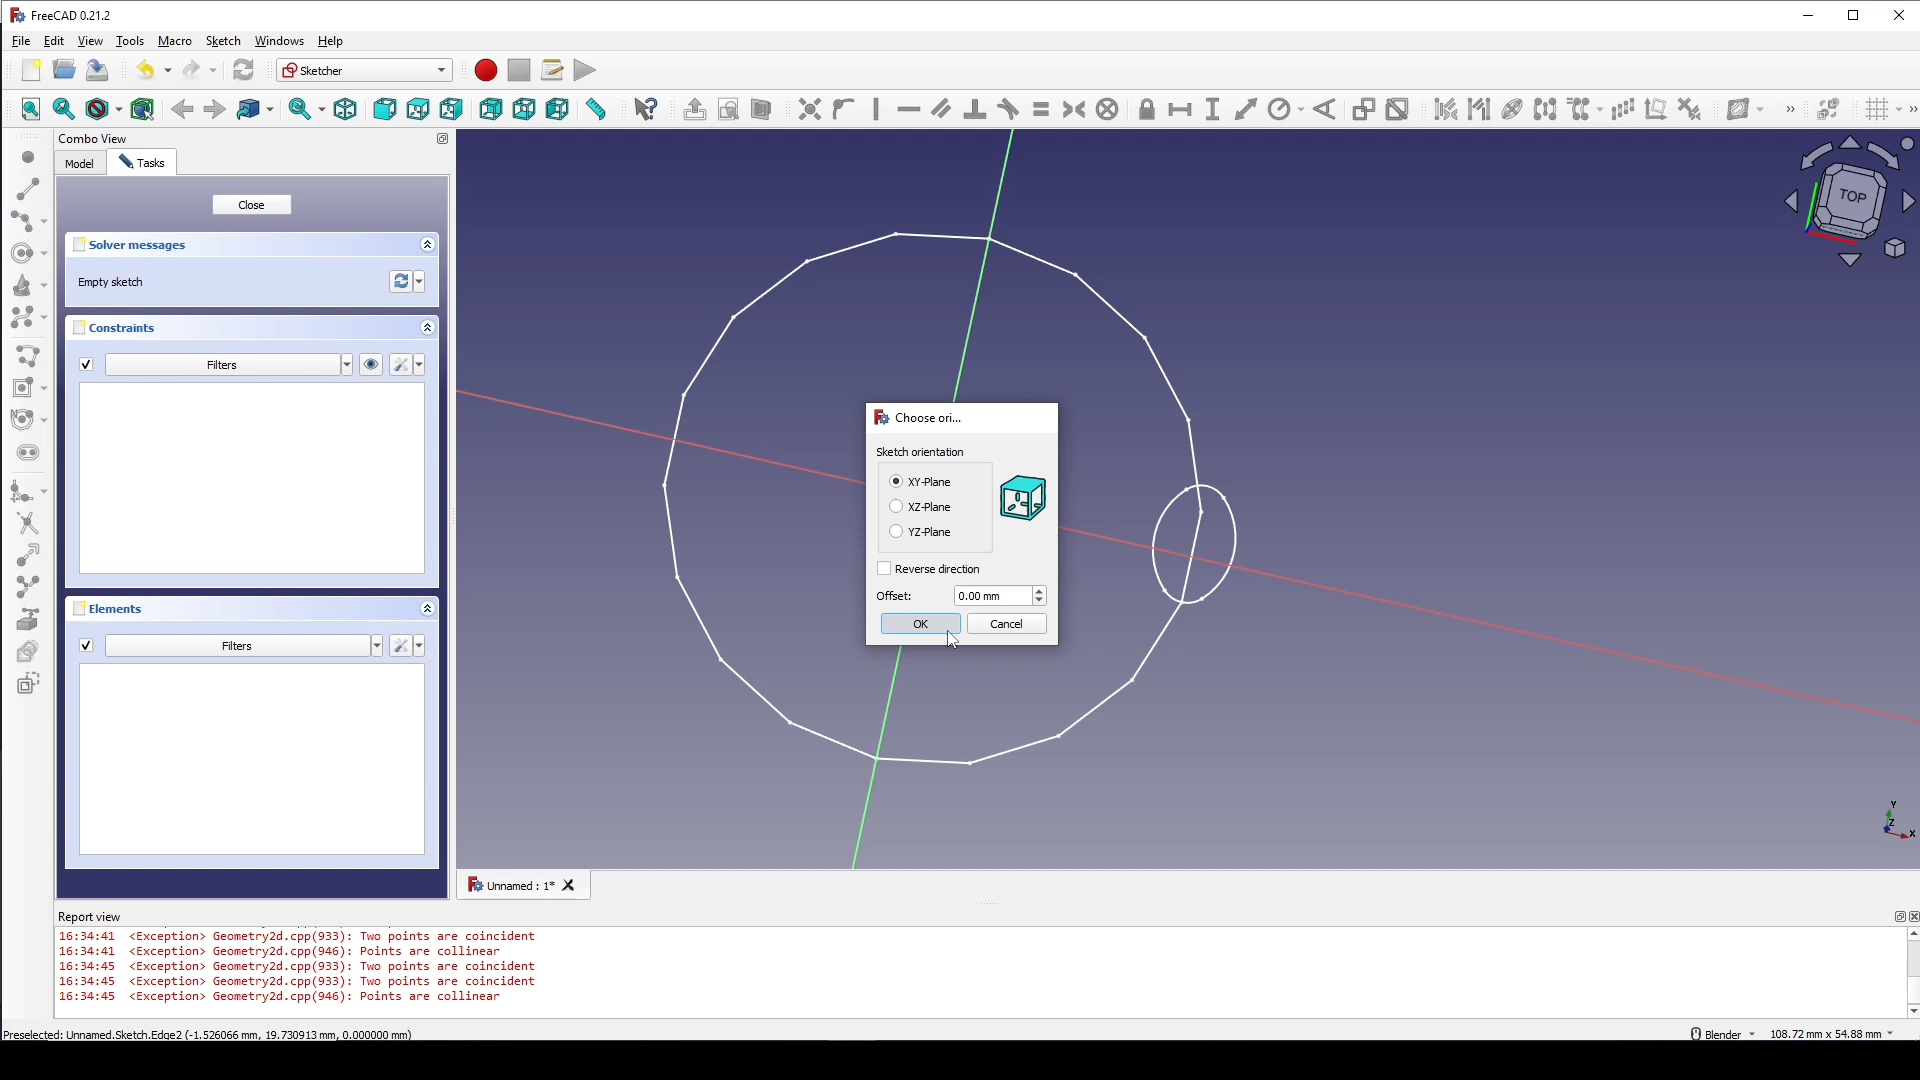 FreeCAD 0.21.2
File Edit View Tools Macro Sketch Windows Help
Sketcher
Combo View
Model Tasks
Close
Solver messages
Empty sketch
Constraints
Filters
Elements
Filters
TOP
Choose ori...
Sketch orientation
XY-Plane
XZ-Plane
YZ-Plane
Reverse direction
Offset: 0.00 mm
OK Cancel
Y
Z
X
Unnamed : 1*
Report view
16:34:41 <Exception> Geometry2d.cpp(933): Two points are coincident
16:34:41 <Exception> Geometry2d.cpp(946): Points are collinear
16:34:45 <Exception> Geometry2d.cpp(933): Two points are coincident
16:34:45 <Exception> Geometry2d.cpp(933): Two points are coincident
16:34:45 <Exception> Geometry2d.cpp(946): Points are collinear
Preselected: Unnamed.Sketch.Edge2 (-1.526066 mm, 19.730913 mm, 0.000000 mm)
Blender 108.72 mm x 54.88 mm